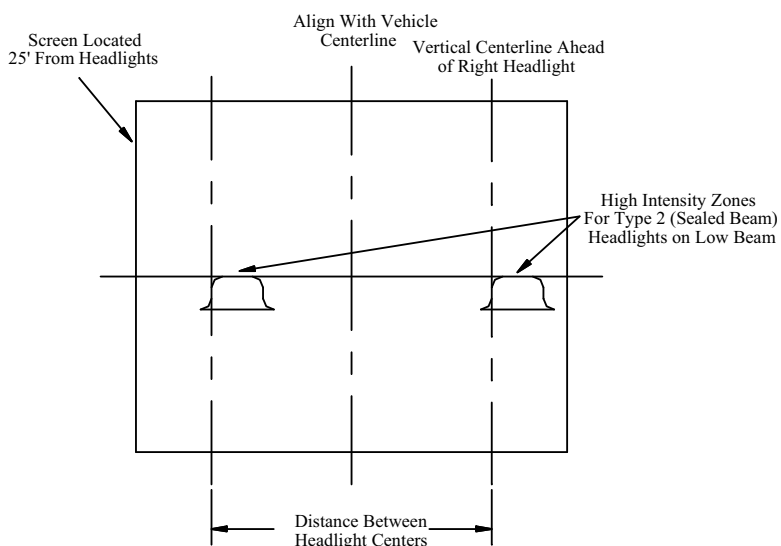 Align With Vehicle
Centerline
Screen Located
25' From Headlights
Vertical Centerline Ahead
of Right Headlight
High Intensity Zones
For Type 2 (Sealed Beam)
Headlights on Low Beam
Distance Between
Headlight Centers